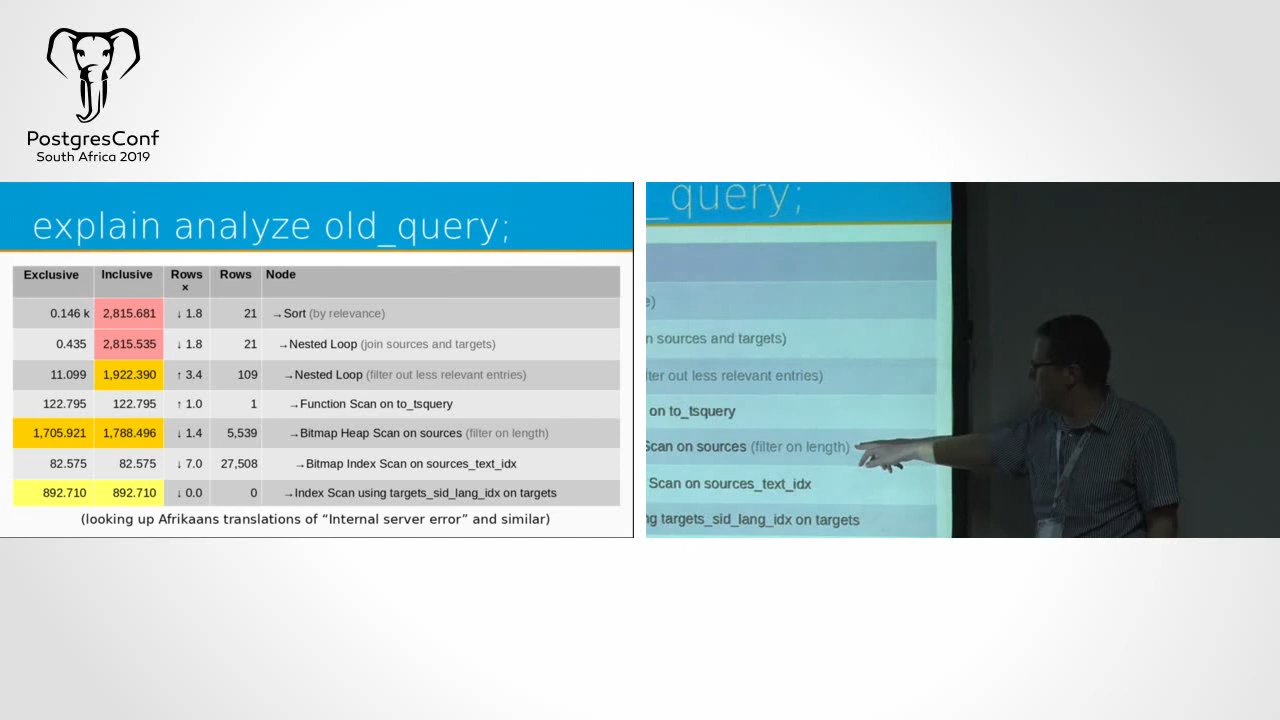 PostgresConf
South Africa 2019
explain analyze old_query;
Exclusive Inclusive Rows × Rows Node
0.146 k 2,815.681 ↓ 1.8 21 →Sort (by relevance)
0.435 2,815.535 ↓ 1.8 21 →Nested Loop (join sources and targets)
11.099 1,922.390 ↑ 3.4 109 →Nested Loop (filter out less relevant entries)
122.795 122.795 ↑ 1.0 1 →Function Scan on to_tsquery
1,705.921 1,788.496 ↓ 1.4 5,539 →Bitmap Heap Scan on sources (filter on length)
82.575 82.575 ↓ 7.0 27,508 →Bitmap Index Scan on sources_text_idx
892.710 892.710 ↓ 0.0 0 →Index Scan using targets_sid_lang_idx on targets
(looking up Afrikaans translations of “Internal server error” and similar)
_query;
e)
n sources and targets)
lter out less relevant entries)
on to_tsquery
Scan on sources (filter on length)
Scan on sources_text_idx
ng targets_sid_lang_idx on targets